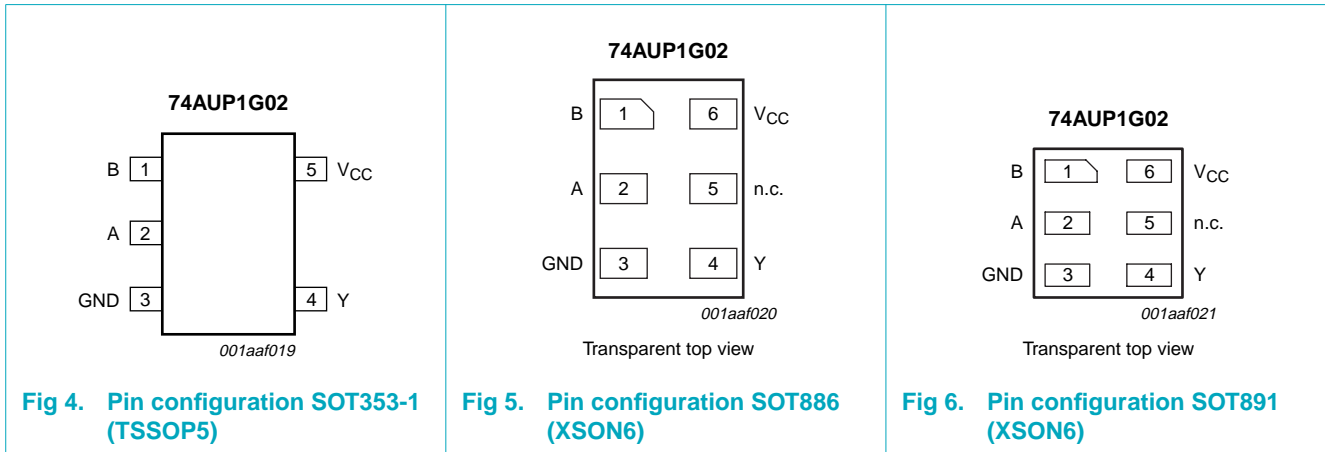 74AUP1G02
B 1 5 VCC
A 2
GND 3 4 Y
001aaf019
Fig 4. Pin configuration SOT353-1
(TSSOP5)
74AUP1G02
B 1 6 VCC
A 2 5 n.c.
GND 3 4 Y
001aaf020
Transparent top view
Fig 5. Pin configuration SOT886
(XSON6)
74AUP1G02
B 1 6 VCC
A 2 5 n.c.
GND 3 4 Y
001aaf021
Transparent top view
Fig 6. Pin configuration SOT891
(XSON6)